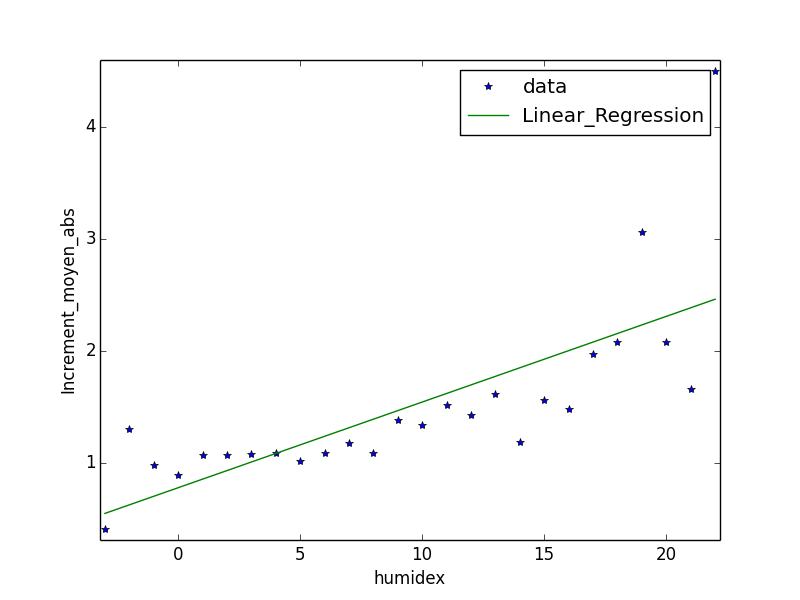 data
Linear_Regression
4
3
2
1
Increment_moyen_abs
0 5 10 15 20
humidex